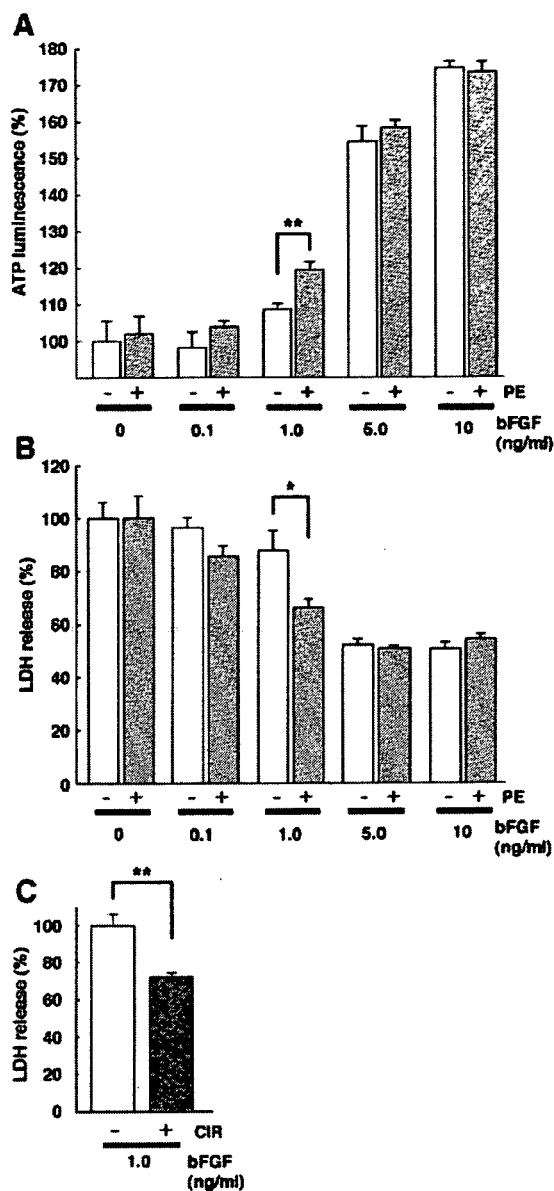 A
ATP luminescence (%)
180
170
160
150
140
130
120
110
100
**
- + - + - + - + - + PE
0 0.1 1.0 5.0 10 bFGF
(ng/ml)
B
LDH release (%)
120
100
80
60
40
20
0
*
- + - + - + - + - + PE
0 0.1 1.0 5.0 10 bFGF
(ng/ml)
C
LDH release (%)
100
80
60
40
20
0
**
- + CIR
1.0 bFGF
(ng/ml)